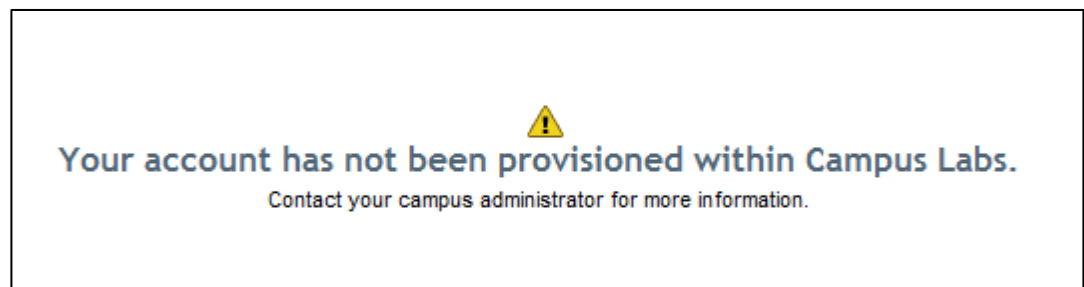 Your account has not been provisioned within Campus Labs.
Contact your campus administrator for more information.